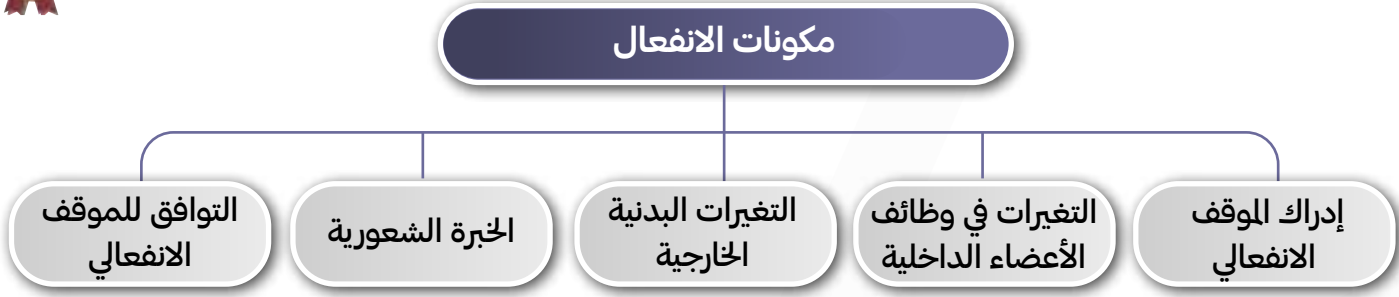 مكونات الانفعال
إدراك الموقف
الانفعالي
التغيرات في وظائف
الأعضاء الداخلية
التغيرات البدنية
الخارجية
الخبرة الشعورية
التوافق للموقف
الانفعالي